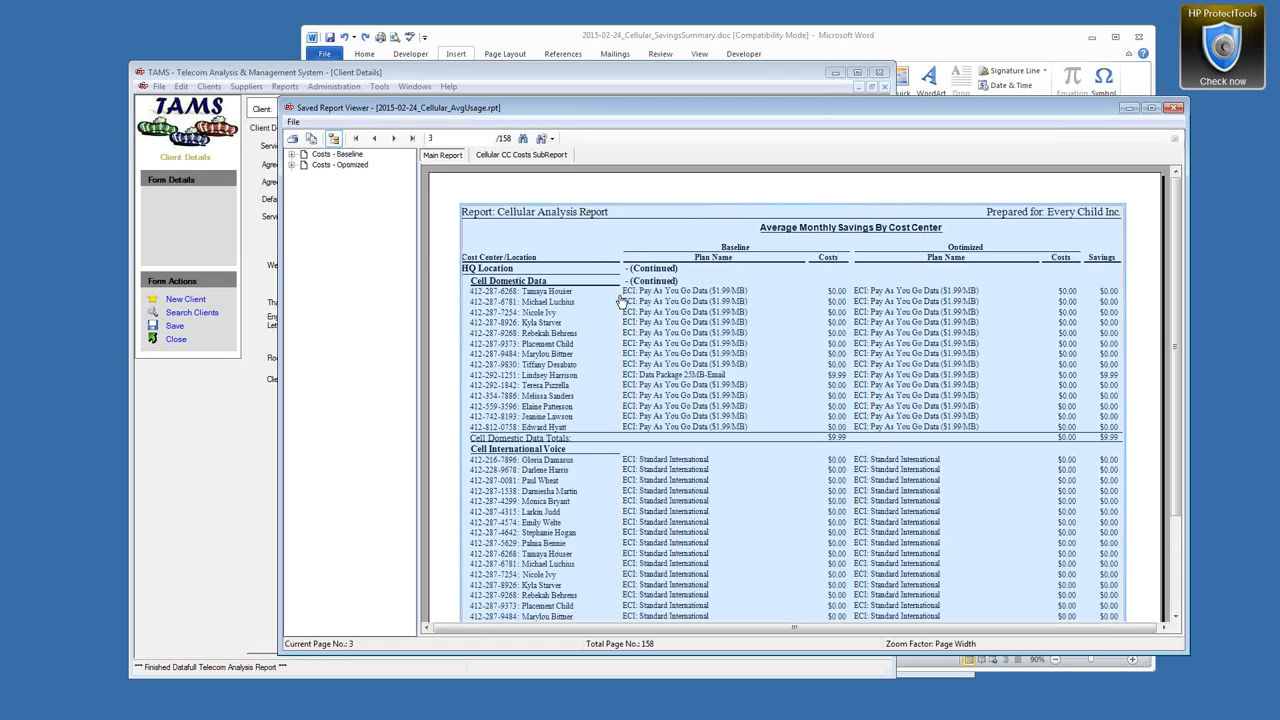 HP ProtectTools
Check now
2015-02-24_Cellular_SavingsSummary.doc [Compatibility Mode] - Microsoft Word
File Home Developer Insert Page Layout References Mailings Review View Developer
WordArt Signature Line Date & Time Equation Symbol
TAMS - Telecom Analysis & Management System - [Client Details]
File Edit Clients Suppliers Reports Administration Tools Windows Help
TAMS
Client Details
Form Details
Form Actions
New Client
Search Clients
Save
Close
Client:
Client D
Servi
Agre
Agre
Defa
Servi
We
Eng
Lett
Ro
Clie
Saved Report Viewer - [2015-02-24_Cellular_AvgUsage.rpt]
File
3 /158
Costs - Baseline
Costs - Optomized
Main Report Cellular CC Costs SubReport
Report: Cellular Analysis Report Prepared for: Every Child Inc.
Average Monthly Savings By Cost Center
Baseline Optimized
Cost Center /Location Plan Name Costs Plan Name Costs Savings
HQ Location - (Continued)
Cell Domestic Data - (Continued)
412-287-6268: Tamaya Houser ECI: Pay As You Go Data ($1.99/MB) $0.00 ECI: Pay As You Go Data ($1.99/MB) $0.00 $0.00
412-287-6781: Michael Luchius ECI: Pay As You Go Data ($1.99/MB) $0.00 ECI: Pay As You Go Data ($1.99/MB) $0.00 $0.00
412-287-7254: Nicole Ivy ECI: Pay As You Go Data ($1.99/MB) $0.00 ECI: Pay As You Go Data ($1.99/MB) $0.00 $0.00
412-287-8926: Kyla Starver ECI: Pay As You Go Data ($1.99/MB) $0.00 ECI: Pay As You Go Data ($1.99/MB) $0.00 $0.00
412-287-9268: Rebekah Behrens ECI: Pay As You Go Data ($1.99/MB) $0.00 ECI: Pay As You Go Data ($1.99/MB) $0.00 $0.00
412-287-9373: Placement Child ECI: Pay As You Go Data ($1.99/MB) $0.00 ECI: Pay As You Go Data ($1.99/MB) $0.00 $0.00
412-287-9484: Marylou Bittner ECI: Pay As You Go Data ($1.99/MB) $0.00 ECI: Pay As You Go Data ($1.99/MB) $0.00 $0.00
412-287-9830: Tiffany Desabato ECI: Pay As You Go Data ($1.99/MB) $0.00 ECI: Pay As You Go Data ($1.99/MB) $0.00 $0.00
412-292-1251: Lindsey Harrison ECI: Data Package 25MB-Email $9.99 ECI: Pay As You Go Data ($1.99/MB) $0.00 $9.99
412-292-1842: Teresa Pizzella ECI: Pay As You Go Data ($1.99/MB) $0.00 ECI: Pay As You Go Data ($1.99/MB) $0.00 $0.00
412-354-7886: Melissa Sanders ECI: Pay As You Go Data ($1.99/MB) $0.00 ECI: Pay As You Go Data ($1.99/MB) $0.00 $0.00
412-559-3596: Elaine Patterson ECI: Pay As You Go Data ($1.99/MB) $0.00 ECI: Pay As You Go Data ($1.99/MB) $0.00 $0.00
412-742-8193: Jeanine Lawson ECI: Pay As You Go Data ($1.99/MB) $0.00 ECI: Pay As You Go Data ($1.99/MB) $0.00 $0.00
412-812-0758: Edward Hyatt ECI: Pay As You Go Data ($1.99/MB) $0.00 ECI: Pay As You Go Data ($1.99/MB) $0.00 $0.00
Cell Domestic Data Totals: $9.99 $0.00 $9.99
Cell International Voice
412-216-7896: Gloria Damasus ECI: Standard International $0.00 ECI: Standard International $0.00 $0.00
412-228-9678: Darlene Harris ECI: Standard International $0.00 ECI: Standard International $0.00 $0.00
412-287-0081: Paul Wheat ECI: Standard International $0.00 ECI: Standard International $0.00 $0.00
412-287-1538: Darniesha Martin ECI: Standard International $0.00 ECI: Standard International $0.00 $0.00
412-287-4299: Monica Bryant ECI: Standard International $0.00 ECI: Standard International $0.00 $0.00
412-287-4315: Larkin Judd ECI: Standard International $0.00 ECI: Standard International $0.00 $0.00
412-287-4574: Emily Welte ECI: Standard International $0.00 ECI: Standard International $0.00 $0.00
412-287-4642: Stephanie Hogan ECI: Standard International $0.00 ECI: Standard International $0.00 $0.00
412-287-5629: Palma Bennie ECI: Standard International $0.00 ECI: Standard International $0.00 $0.00
412-287-6268: Tamaya Houser ECI: Standard International $0.00 ECI: Standard International $0.00 $0.00
412-287-6781: Michael Luchius ECI: Standard International $0.00 ECI: Standard International $0.00 $0.00
412-287-7254: Nicole Ivy ECI: Standard International $0.00 ECI: Standard International $0.00 $0.00
412-287-8926: Kyla Starver ECI: Standard International $0.00 ECI: Standard International $0.00 $0.00
412-287-9268: Rebekah Behrens ECI: Standard International $0.00 ECI: Standard International $0.00 $0.00
412-287-9373: Placement Child ECI: Standard International $0.00 ECI: Standard International $0.00 $0.00
412-287-9484: Marylou Bittner ECI: Standard International $0.00 ECI: Standard International $0.00 $0.00
Current Page No.: 3 Total Page No.: 158 Zoom Factor: Page Width
*** Finished Datafull Telecom Analysis Report ***
90%